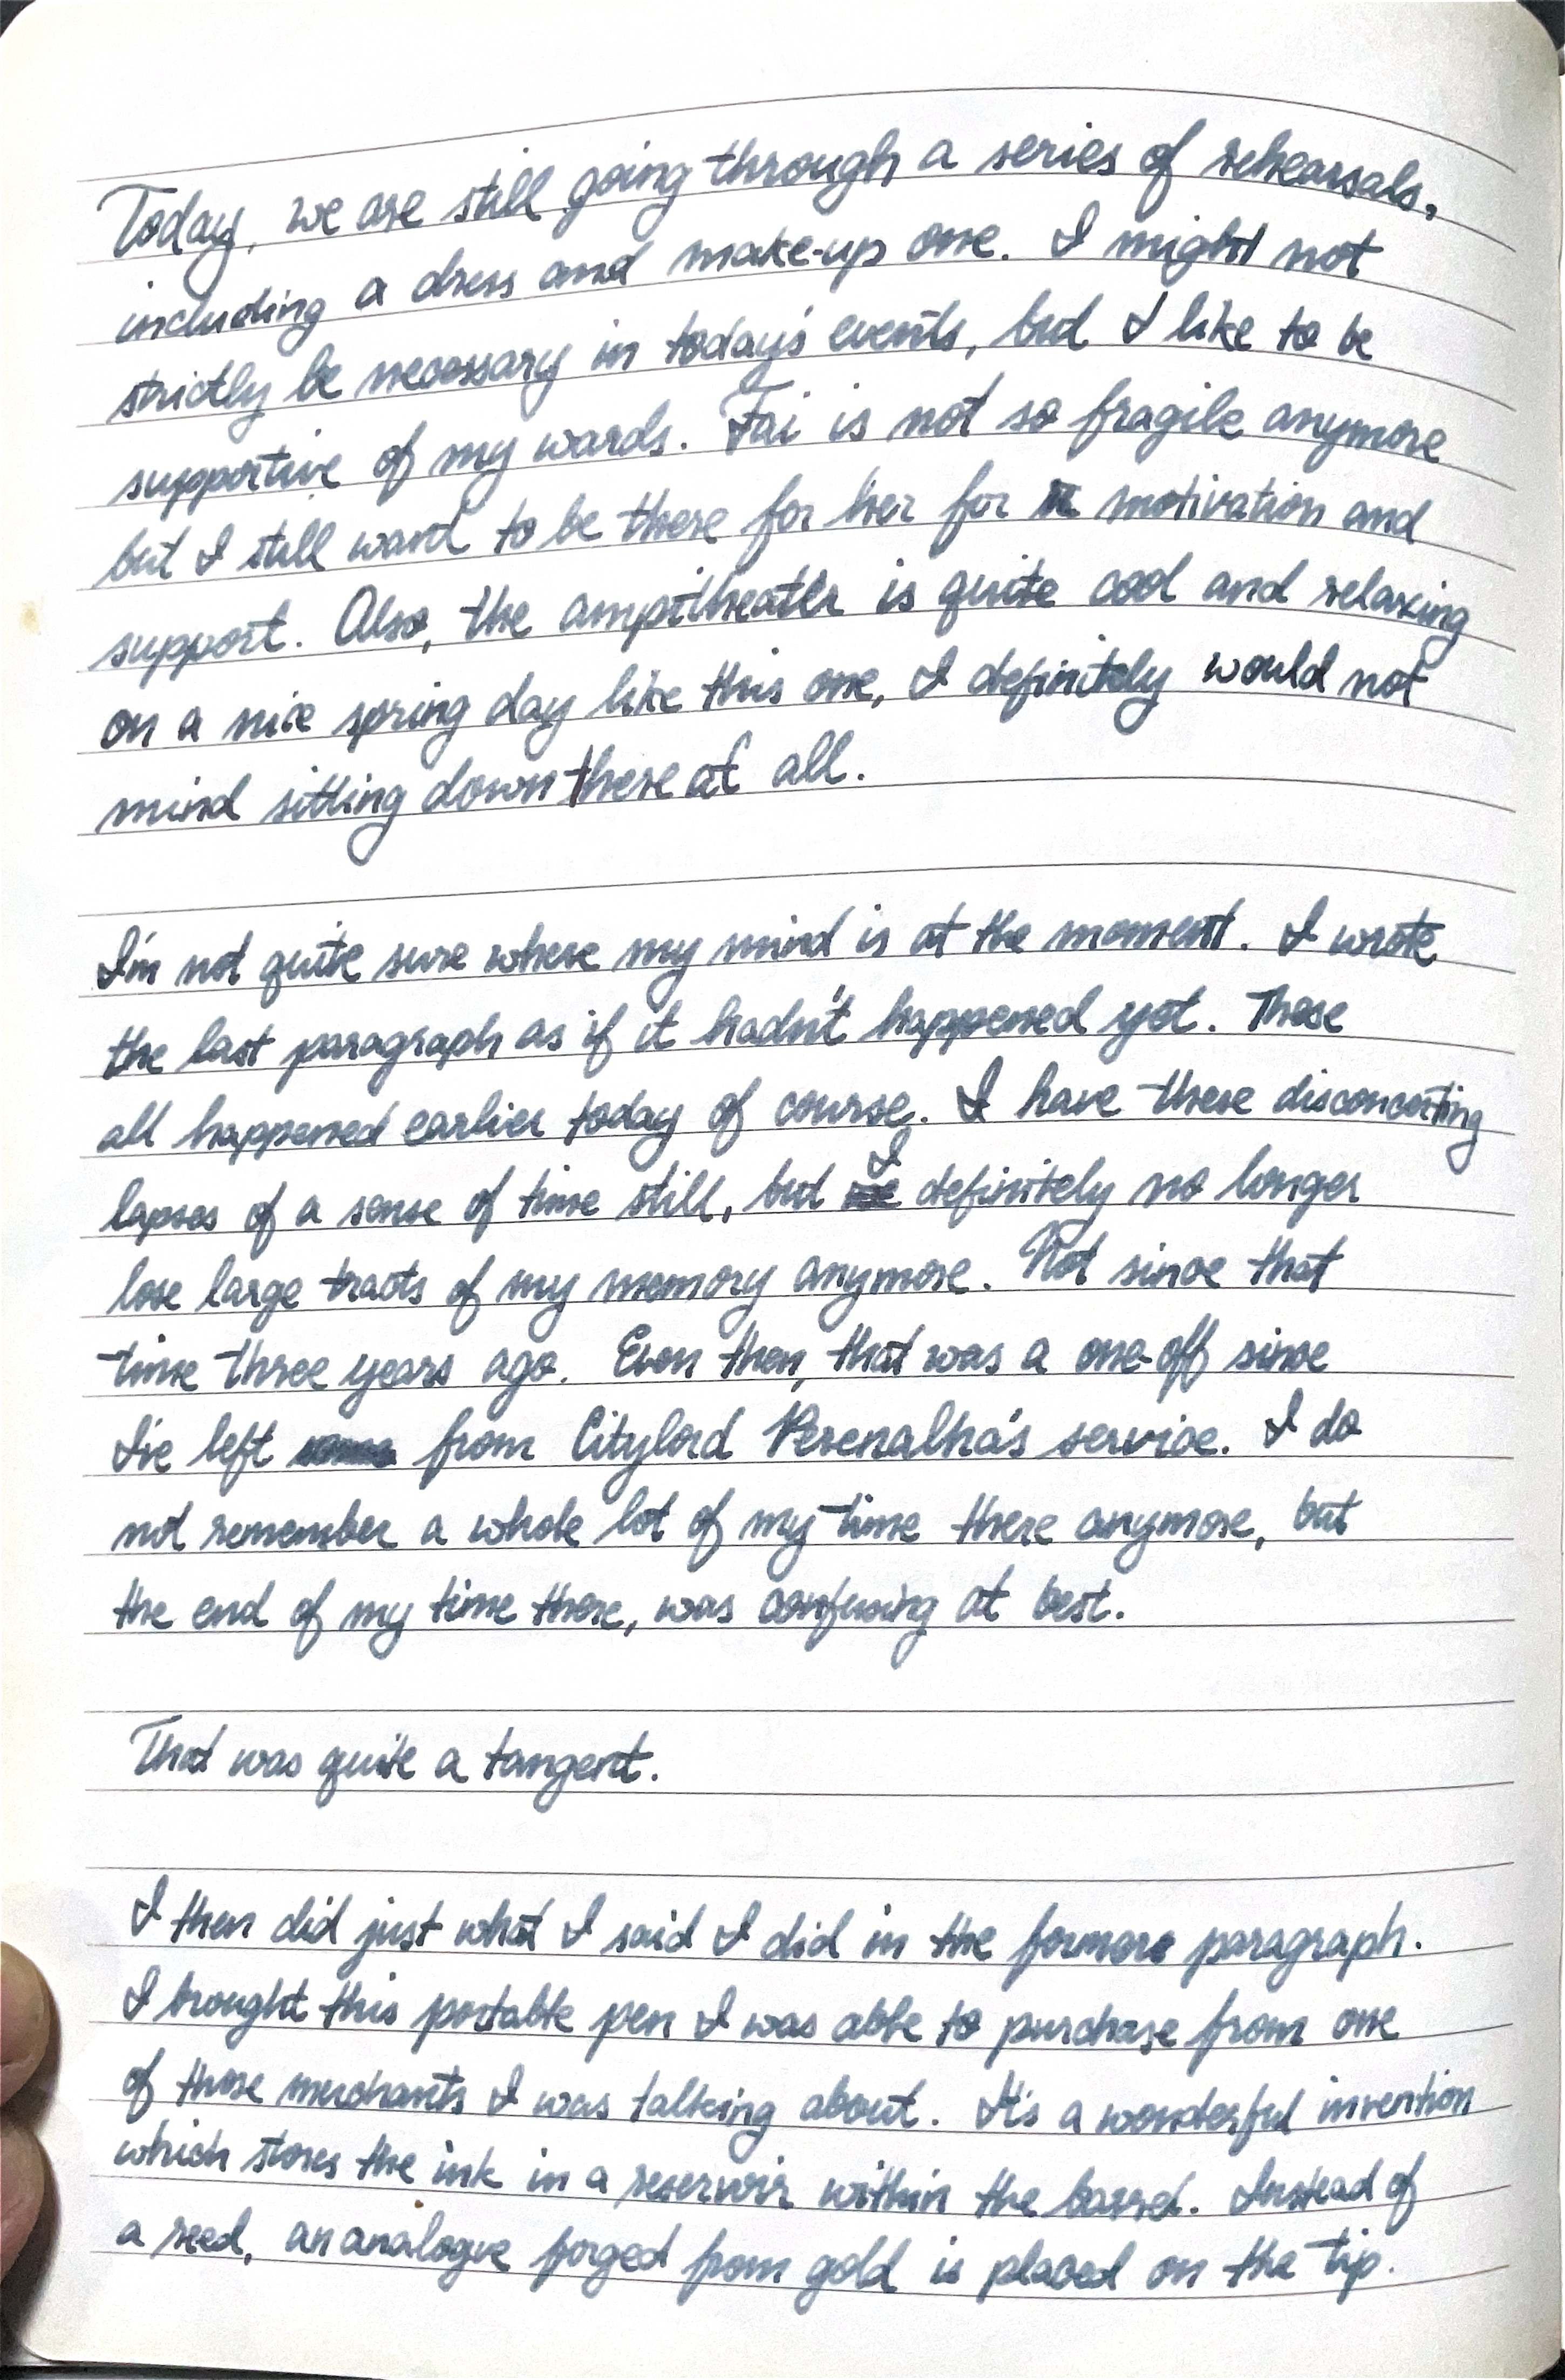 Today, we are still going through a series of rehearsals,
including a dress and make-up one. I might not
strictly be necessary in today's events, but I like to be
supportive of my wards. Fai is not so fragile anymore
but I still want to be there for her for motivation and
support. Also, the ampitheater is quite cool and relaxing
on a nice spring day like this one, I definitely would not
mind sitting down there at all.
I'm not quite sure where my mind is at the moment. I wrote
the last paragraph as if it hadn't happened yet. These
all happened earlier today of course. I have these disconcerting
lapses of a sense of time still, but I definitely no longer
lose large tracts of my memory anymore. Not since that
time three years ago. Even then, that was a one-off since
I've left from Citylord Perenalha's service. I do
not remember a whole lot of my time there anymore, but
the end of my time there, was confusing at best.
That was quite a tangent.
I then did just what I said I did in the former paragraph.
I brought this portable pen I was able to purchase from one
of those merchants I was talking about. It's a wonderful invention
which stores the ink in a reservoir within the barrel. Instead of
a reed, an analogue forged from gold is placed on the tip.